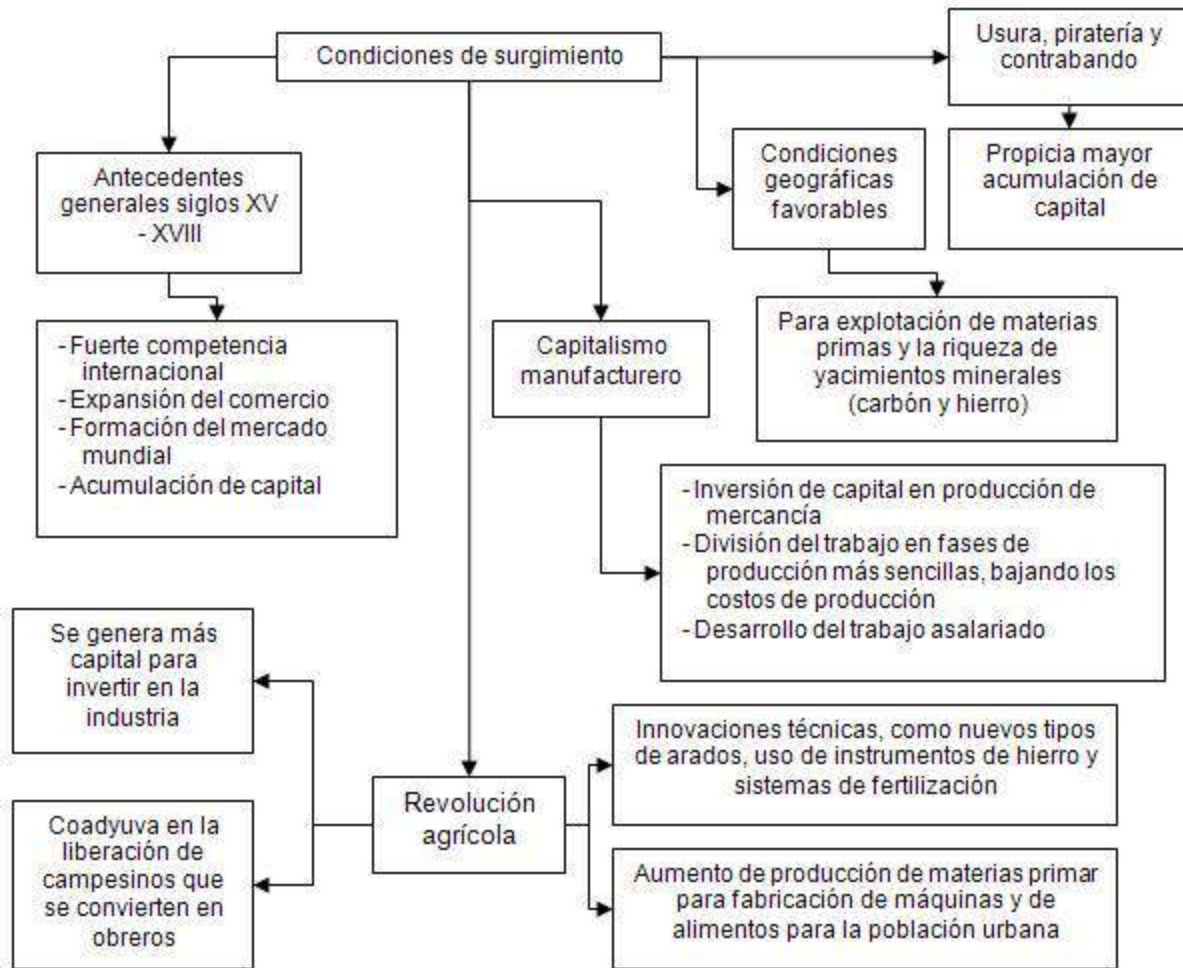 Condiciones de surgimiento
Usura, piratería y
contrabando
Propicia mayor
acumulación de
capital
Condiciones
geográficas
favorables
Para explotación de materias
primas y la riqueza de
yacimientos minerales
(carbón y hierro)
Antecedentes
generales siglos XV
- XVIII
- Fuerte competencia
internacional
- Expansión del comercio
- Formación del mercado
mundial
- Acumulación de capital
Capitalismo
manufacturero
- Inversión de capital en producción de
mercancía
- División del trabajo en fases de
producción más sencillas, bajando los
costos de producción
- Desarrollo del trabajo asalariado
Se genera más
capital para
invertir en la
industria
Coadyuva en la
liberación de
campesinos que
se convierten en
obreros
Revolución
agrícola
Innovaciones técnicas, como nuevos tipos
de arados, uso de instrumentos de hierro y
sistemas de fertilización
Aumento de producción de materias primar
para fabricación de máquinas y de
alimentos para la población urbana